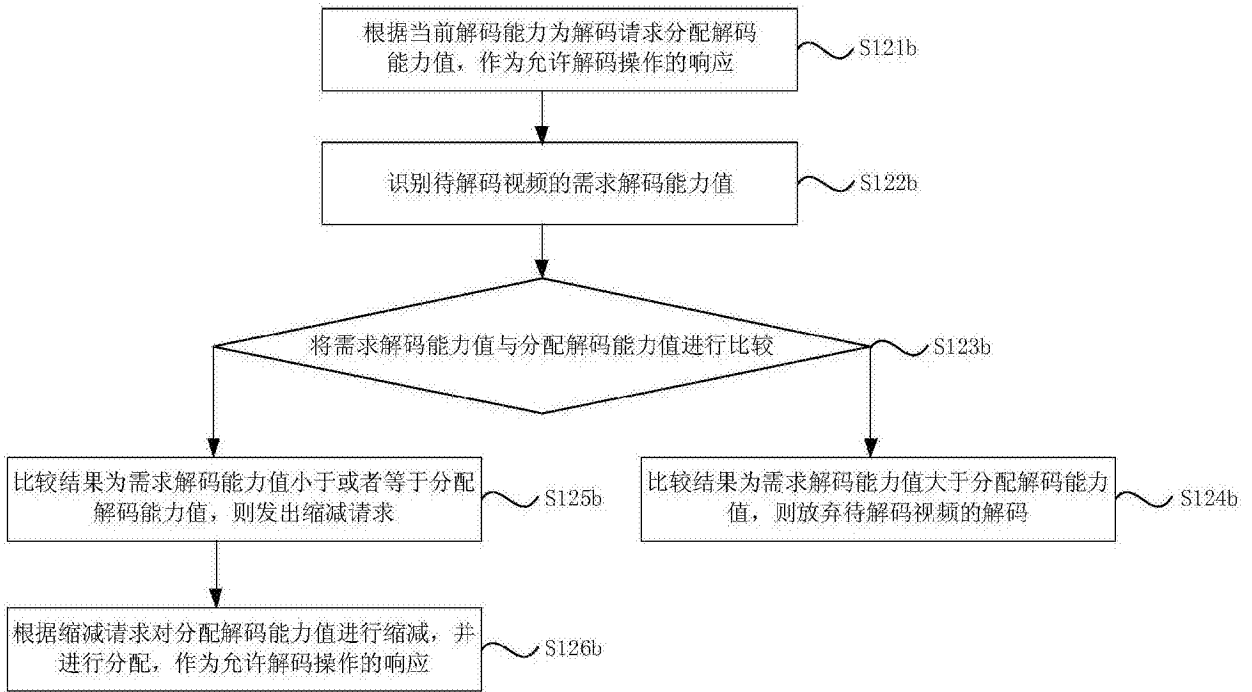 根据当前解码能力为解码请求分配解码
能力值，作为允许解码操作的响应
S121b
识别待解码视频的需求解码能力值
S122b
将需求解码能力值与分配解码能力值进行比较
S123b
比较结果为需求解码能力值小于或者等于分配
解码能力值，则发出缩减请求
S125b
比较结果为需求解码能力值大于分配解码能力
值，则放弃待解码视频的解码
S124b
根据缩减请求对分配解码能力值进行缩减，并
进行分配，作为允许解码操作的响应
S126b